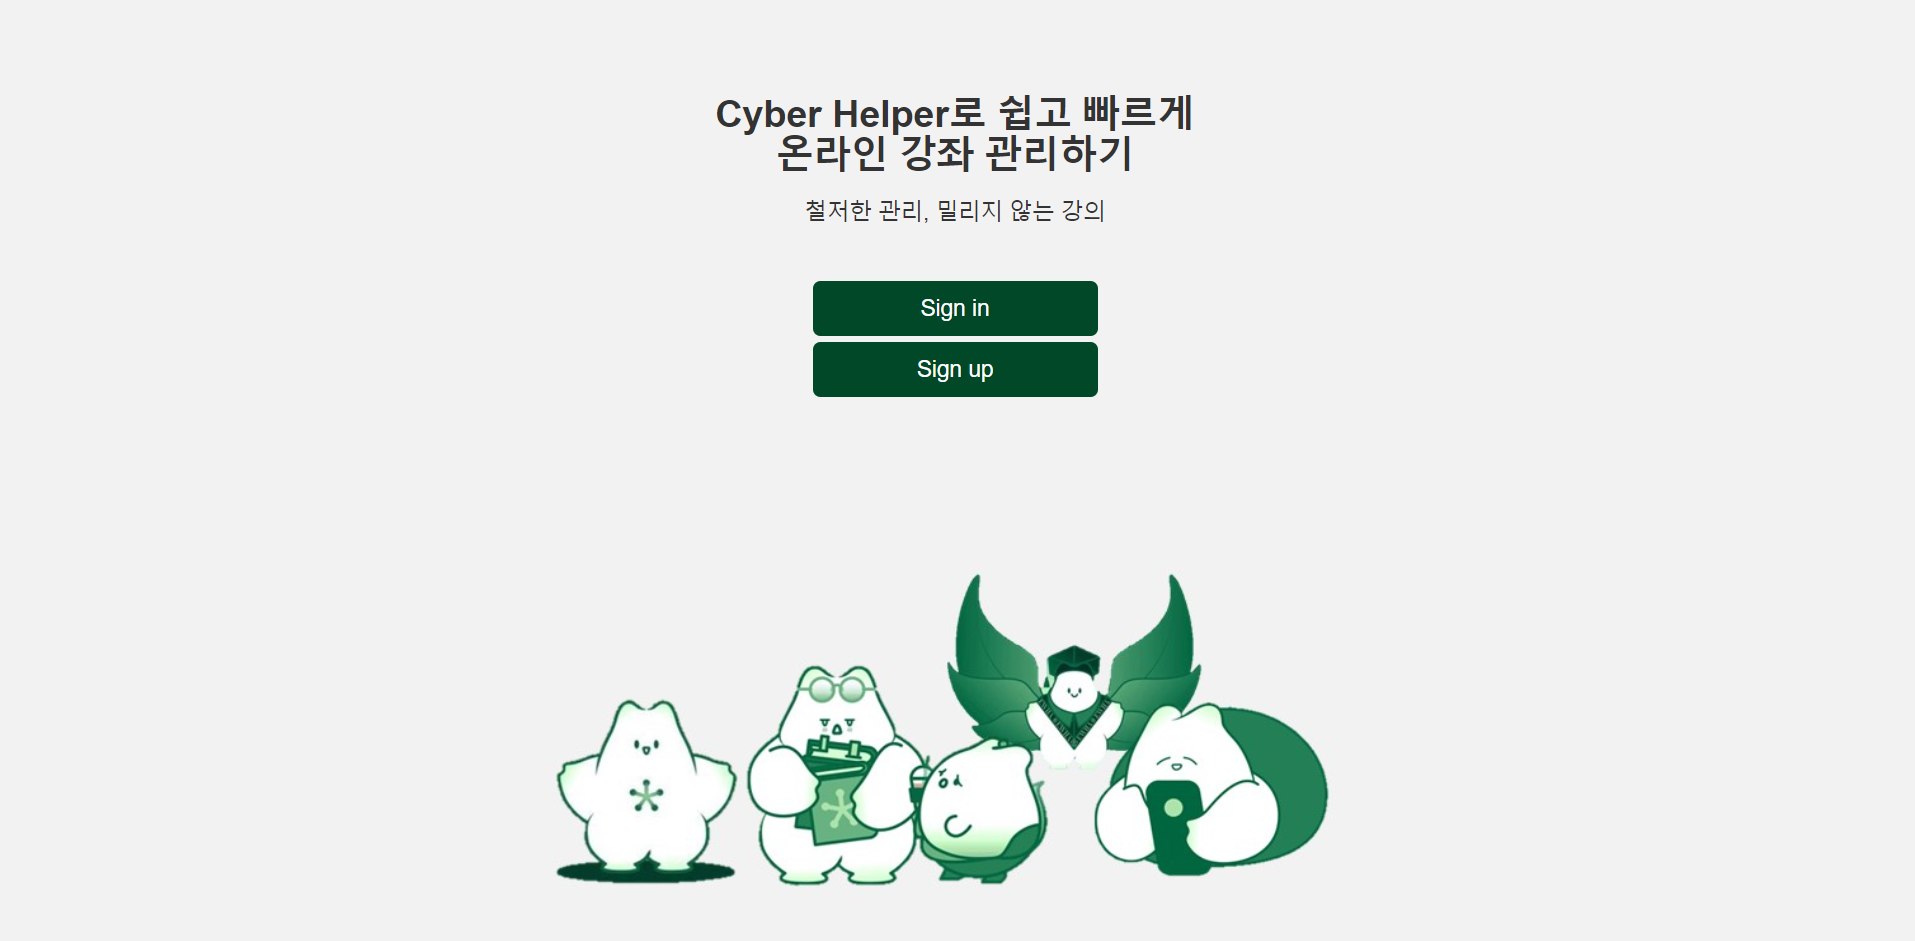 Cyber Helper로 쉽고 빠르게
온라인 강좌 관리하기
철저한 관리, 밀리지 않는 강의
Sign in
Sign up